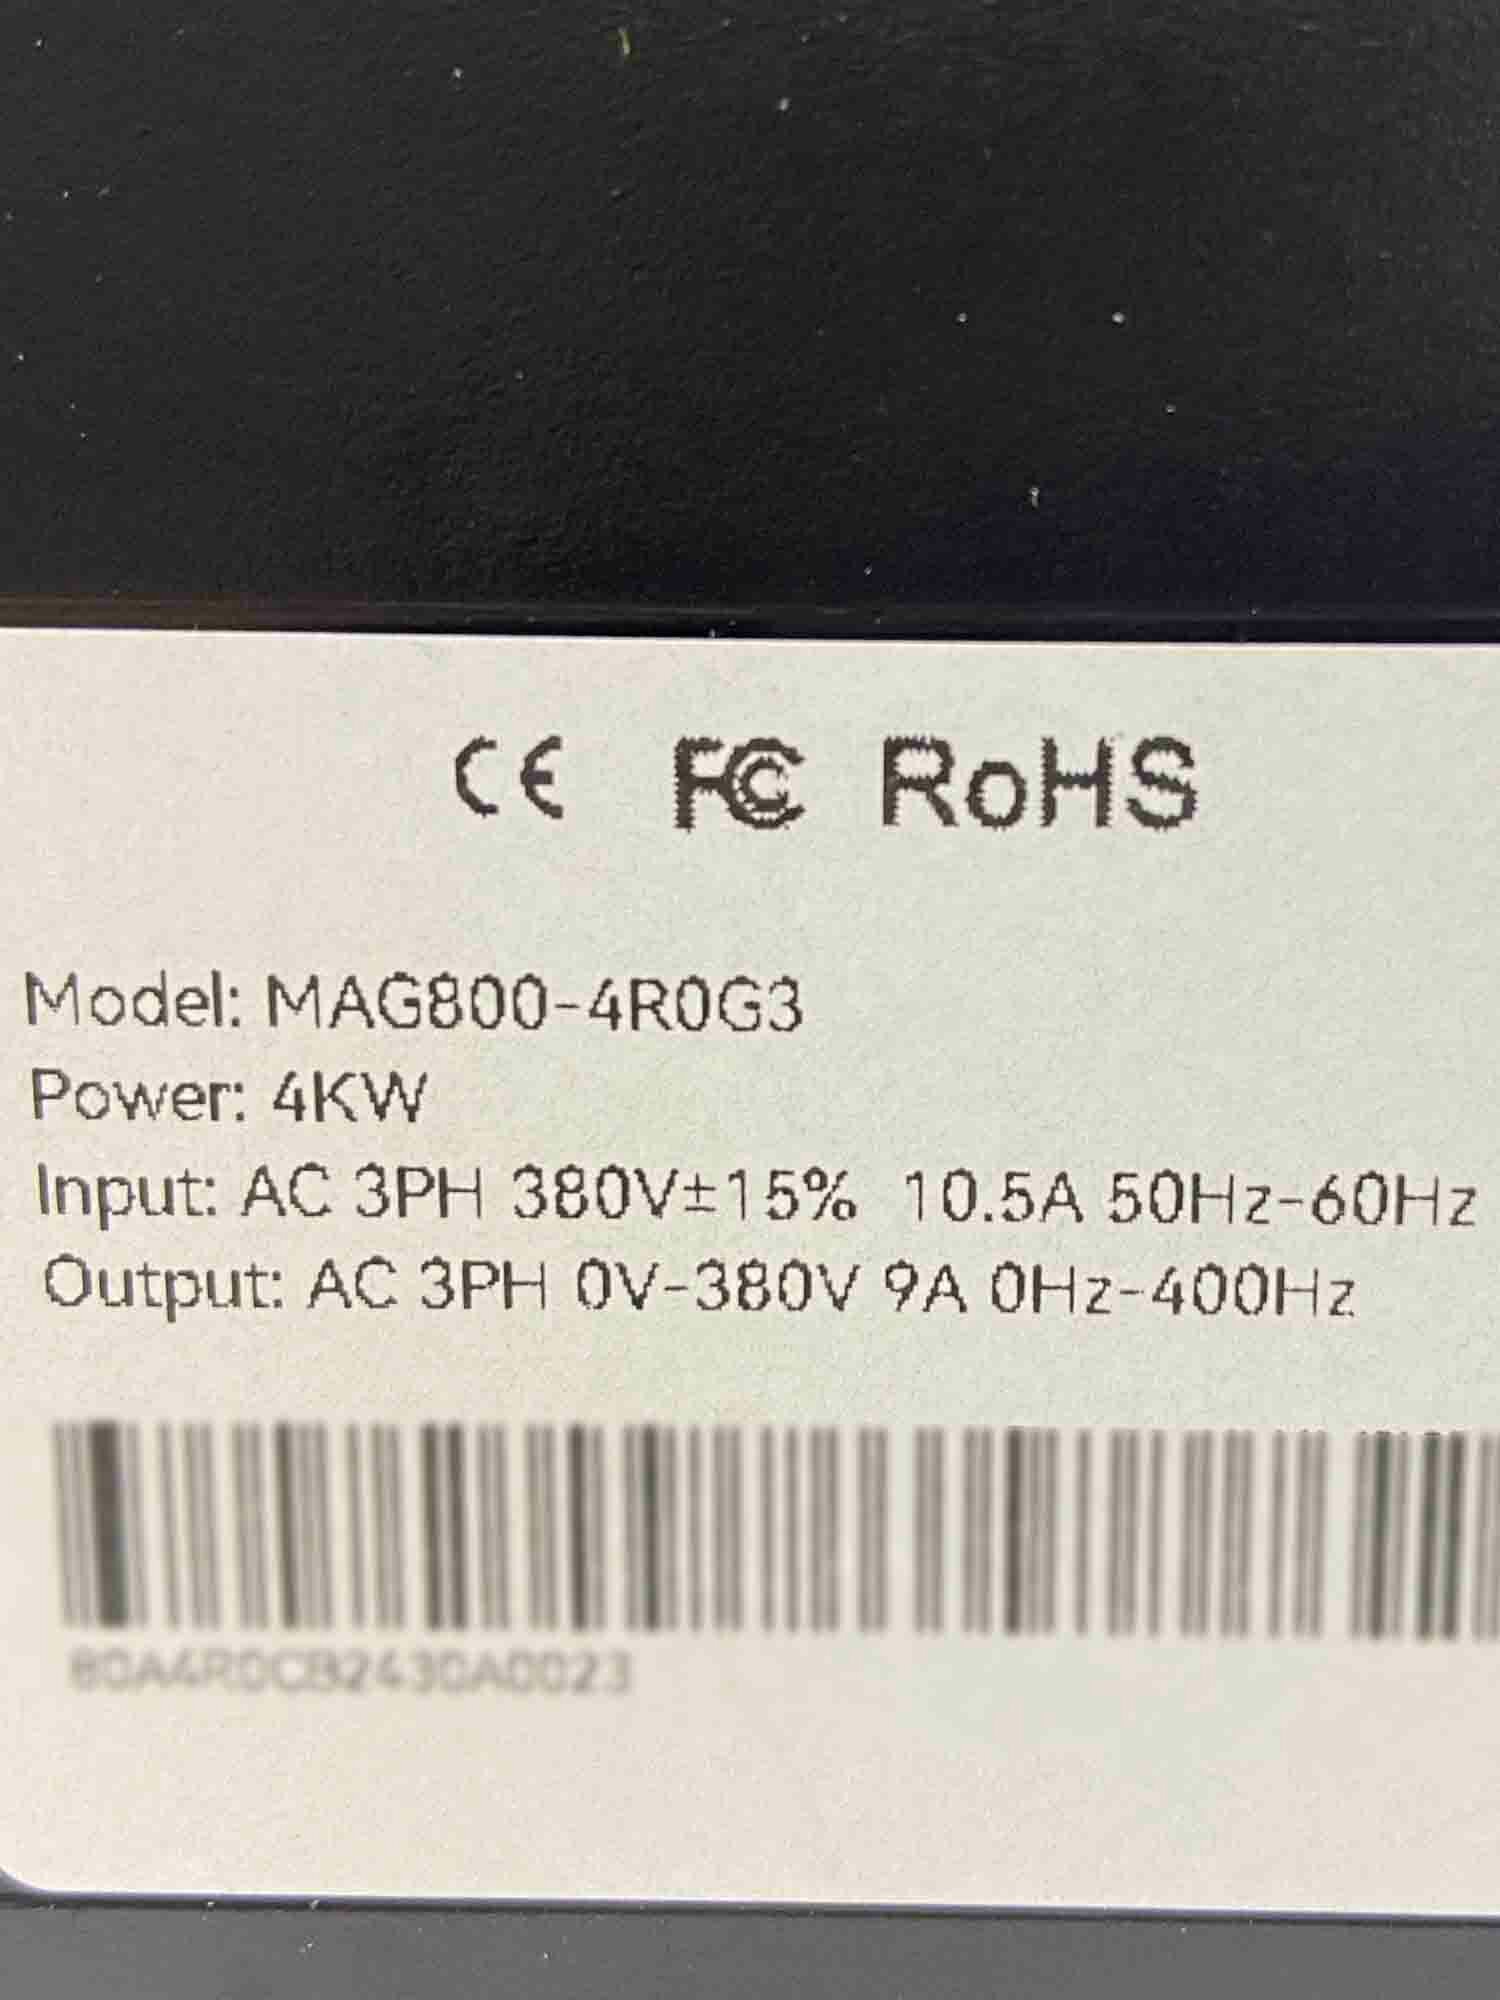 CE FC RoHS
Model: MAG800-4R0G3
Power: 4KW
Input: AC 3PH 380V±15% 10.5A 50Hz-60Hz
Output: AC 3PH 0V-380V 9A 0Hz-400Hz
80A4R0CB2430A0023